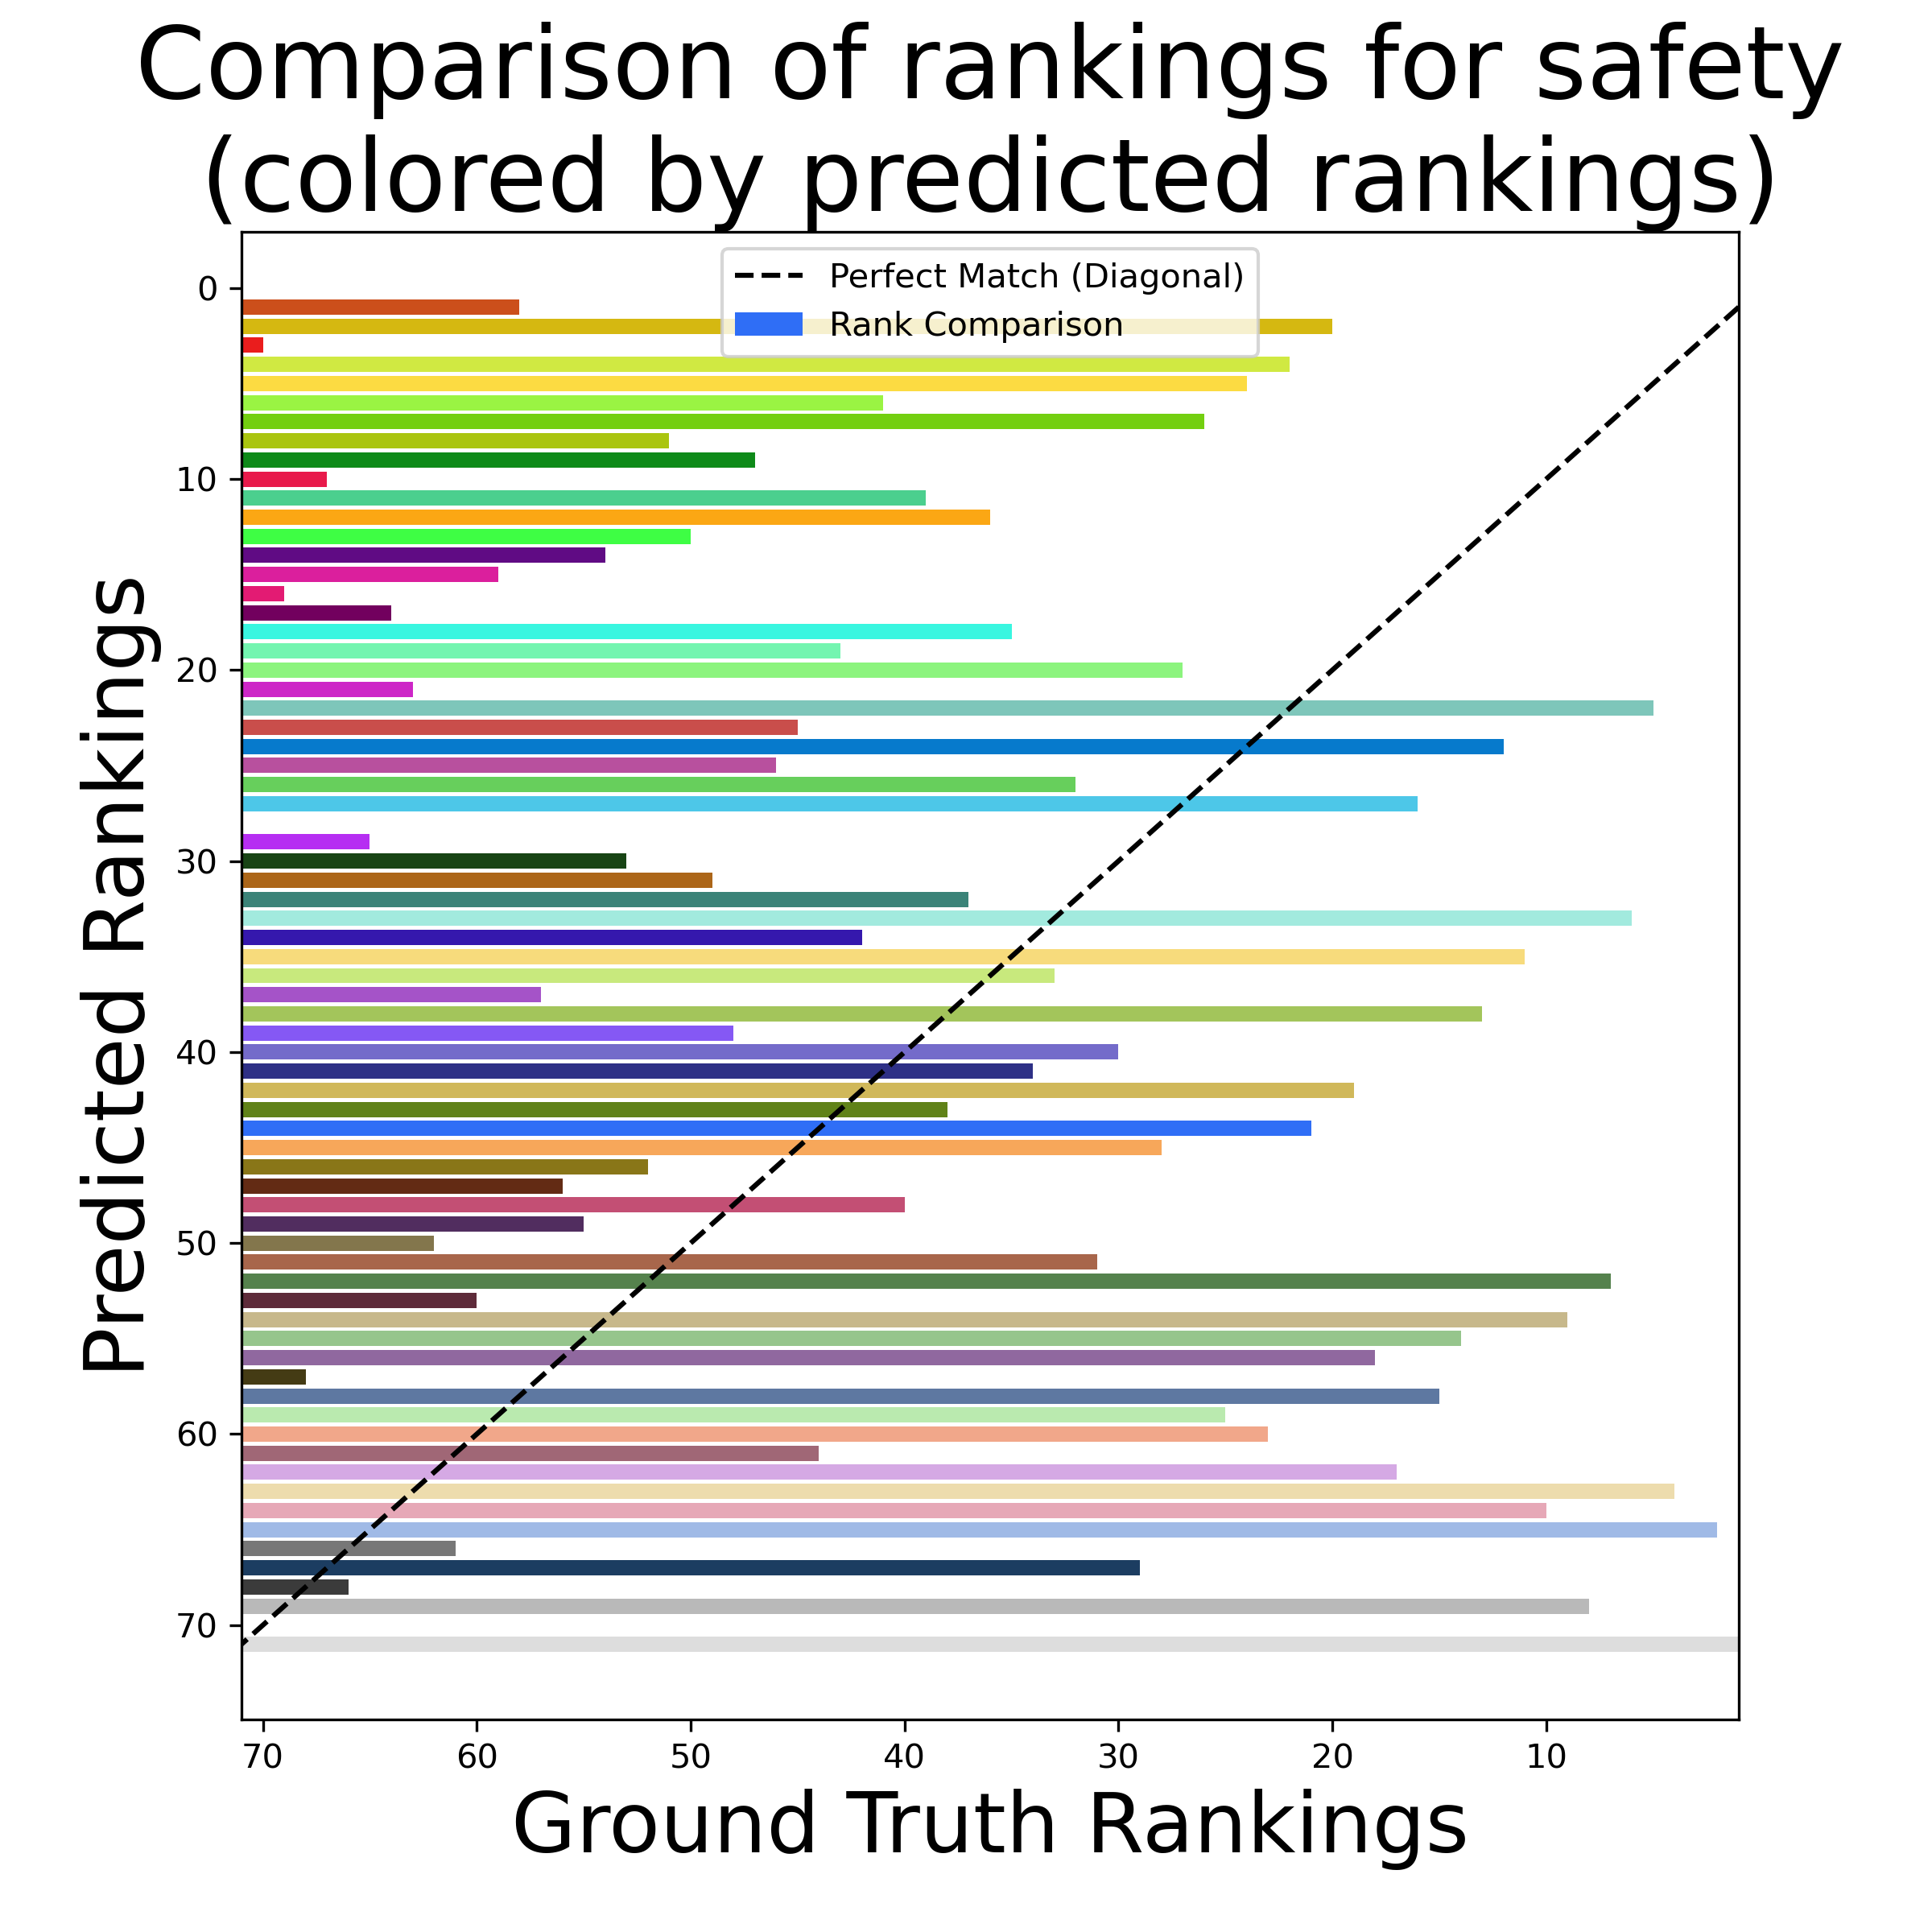 Comparison of rankings for safety
(colored by predicted rankings)
Perfect Match (Diagonal)
Rank Comparison
Predicted Rankings
0
10
20
30
40
50
60
70
70 60 50 40 30 20 10
Ground Truth Rankings